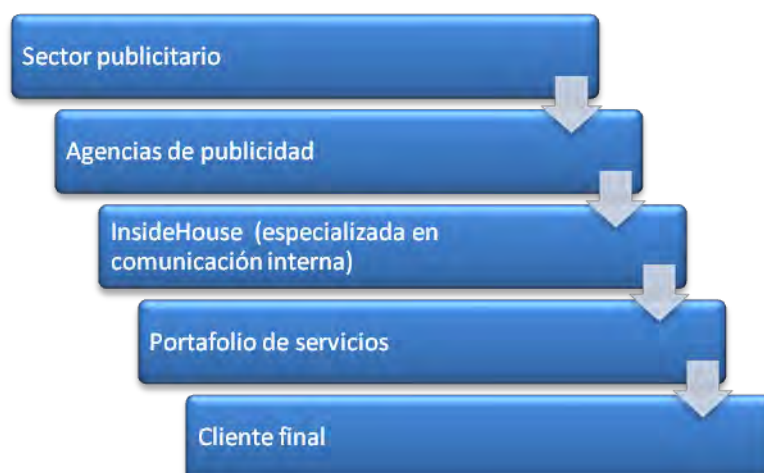 Sector publicitario
Agencias de publicidad
InsideHouse (especializada en
comunicación interna)
Portafolio de servicios
Cliente final